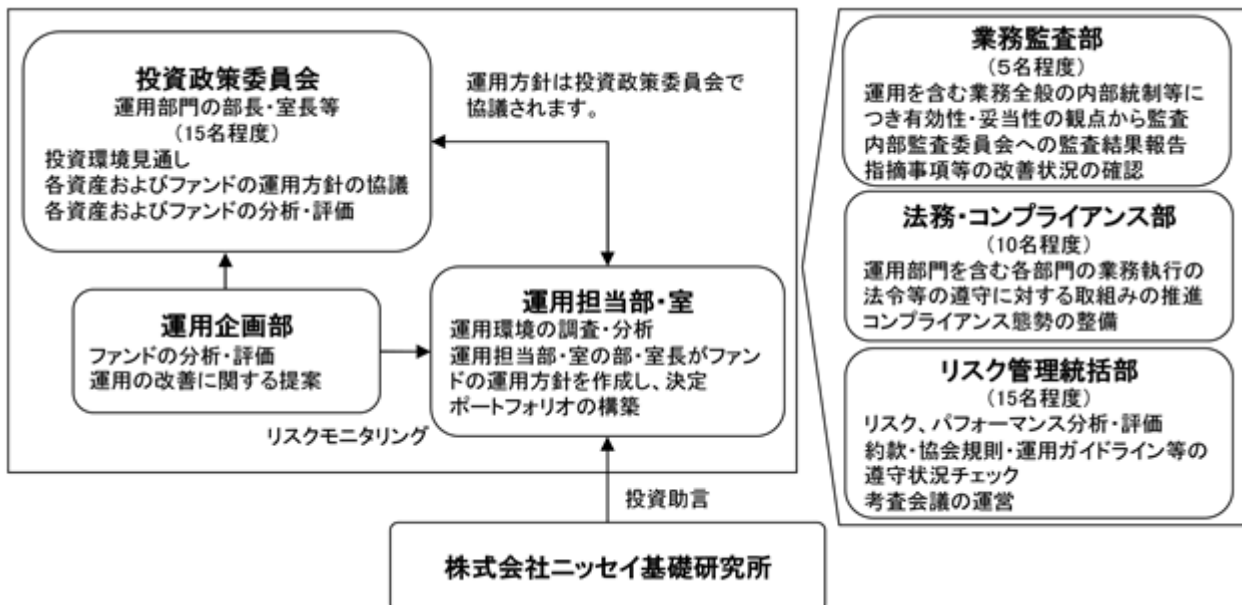 投資政策委員会
運用部門の部長・室長等
(15名程度)
投資環境見通し
各資産およびファンドの運用方針の協議
各資産およびファンドの分析・評価
運用方針は投資政策委員会で
協議されます。
運用企画部
ファンドの分析・評価
運用の改善に関する提案
リスクモニタリング
運用担当部・室
運用環境の調査・分析
運用担当部・室の部・室長がファン
ドの運用方針を作成し、決定
ポートフォリオの構築
投資助言
株式会社ニッセイ基礎研究所
業務監査部
(5名程度)
運用を含む業務全般の内部統制等に
つき有効性・妥当性の観点から監査
内部監査委員会への監査結果報告
指摘事項等の改善状況の確認
法務・コンプライアンス部
(10名程度)
運用部門を含む各部門の業務執行の
法令等の遵守に対する取組みの推進
コンプライアンス態勢の整備
リスク管理統括部
(15名程度)
リスク、パフォーマンス分析・評価
約款・協会規則・運用ガイドライン等の
遵守状況チェック
考査会議の運営